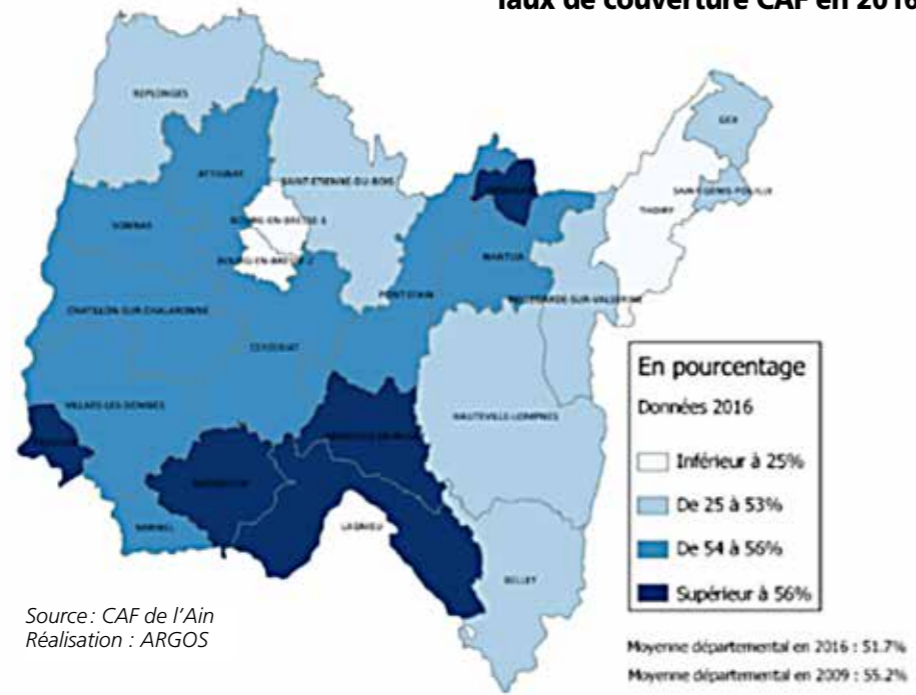 Taux de couverture CAF en 2016
REPLONGES
GEX
ATTIGNAT
SAINT-ETIENNE-DU-BOIS
SAINT-GENIS-POUILLY
THOIRY
VONNAS
BOURG-EN-BRESSE 1
BOURG-EN-BRESSE 2
NANTUA
PONT-D'AIN
BELLEGARDE-SUR-VALSERINE
CHATILLON-SUR-CHALARONNE
CEYZERIAT
VILLARS-LES-DOMBES
HAUTEVILLE-LOMPNES
MIRIBEL
LAGNIEU
BELLEY
En pourcentage
Données 2016
Inférieur à 25%
De 25 à 53%
De 54 à 56%
Supérieur à 56%
Source : CAF de l'Ain
Réalisation : ARGOS
Moyenne départemental en 2016 : 51.7%
Moyenne départemental en 2009 : 55.2%